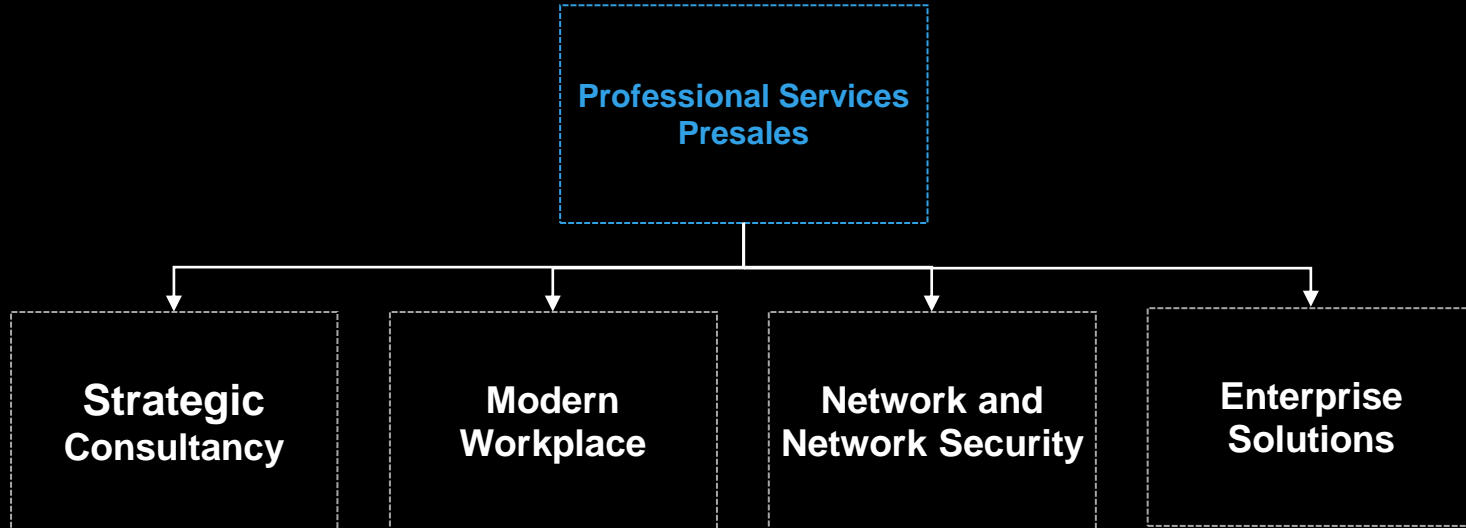 Professional Services
Presales
Strategic
Consultancy
Modern
Workplace
Network and
Network Security
Enterprise
Solutions